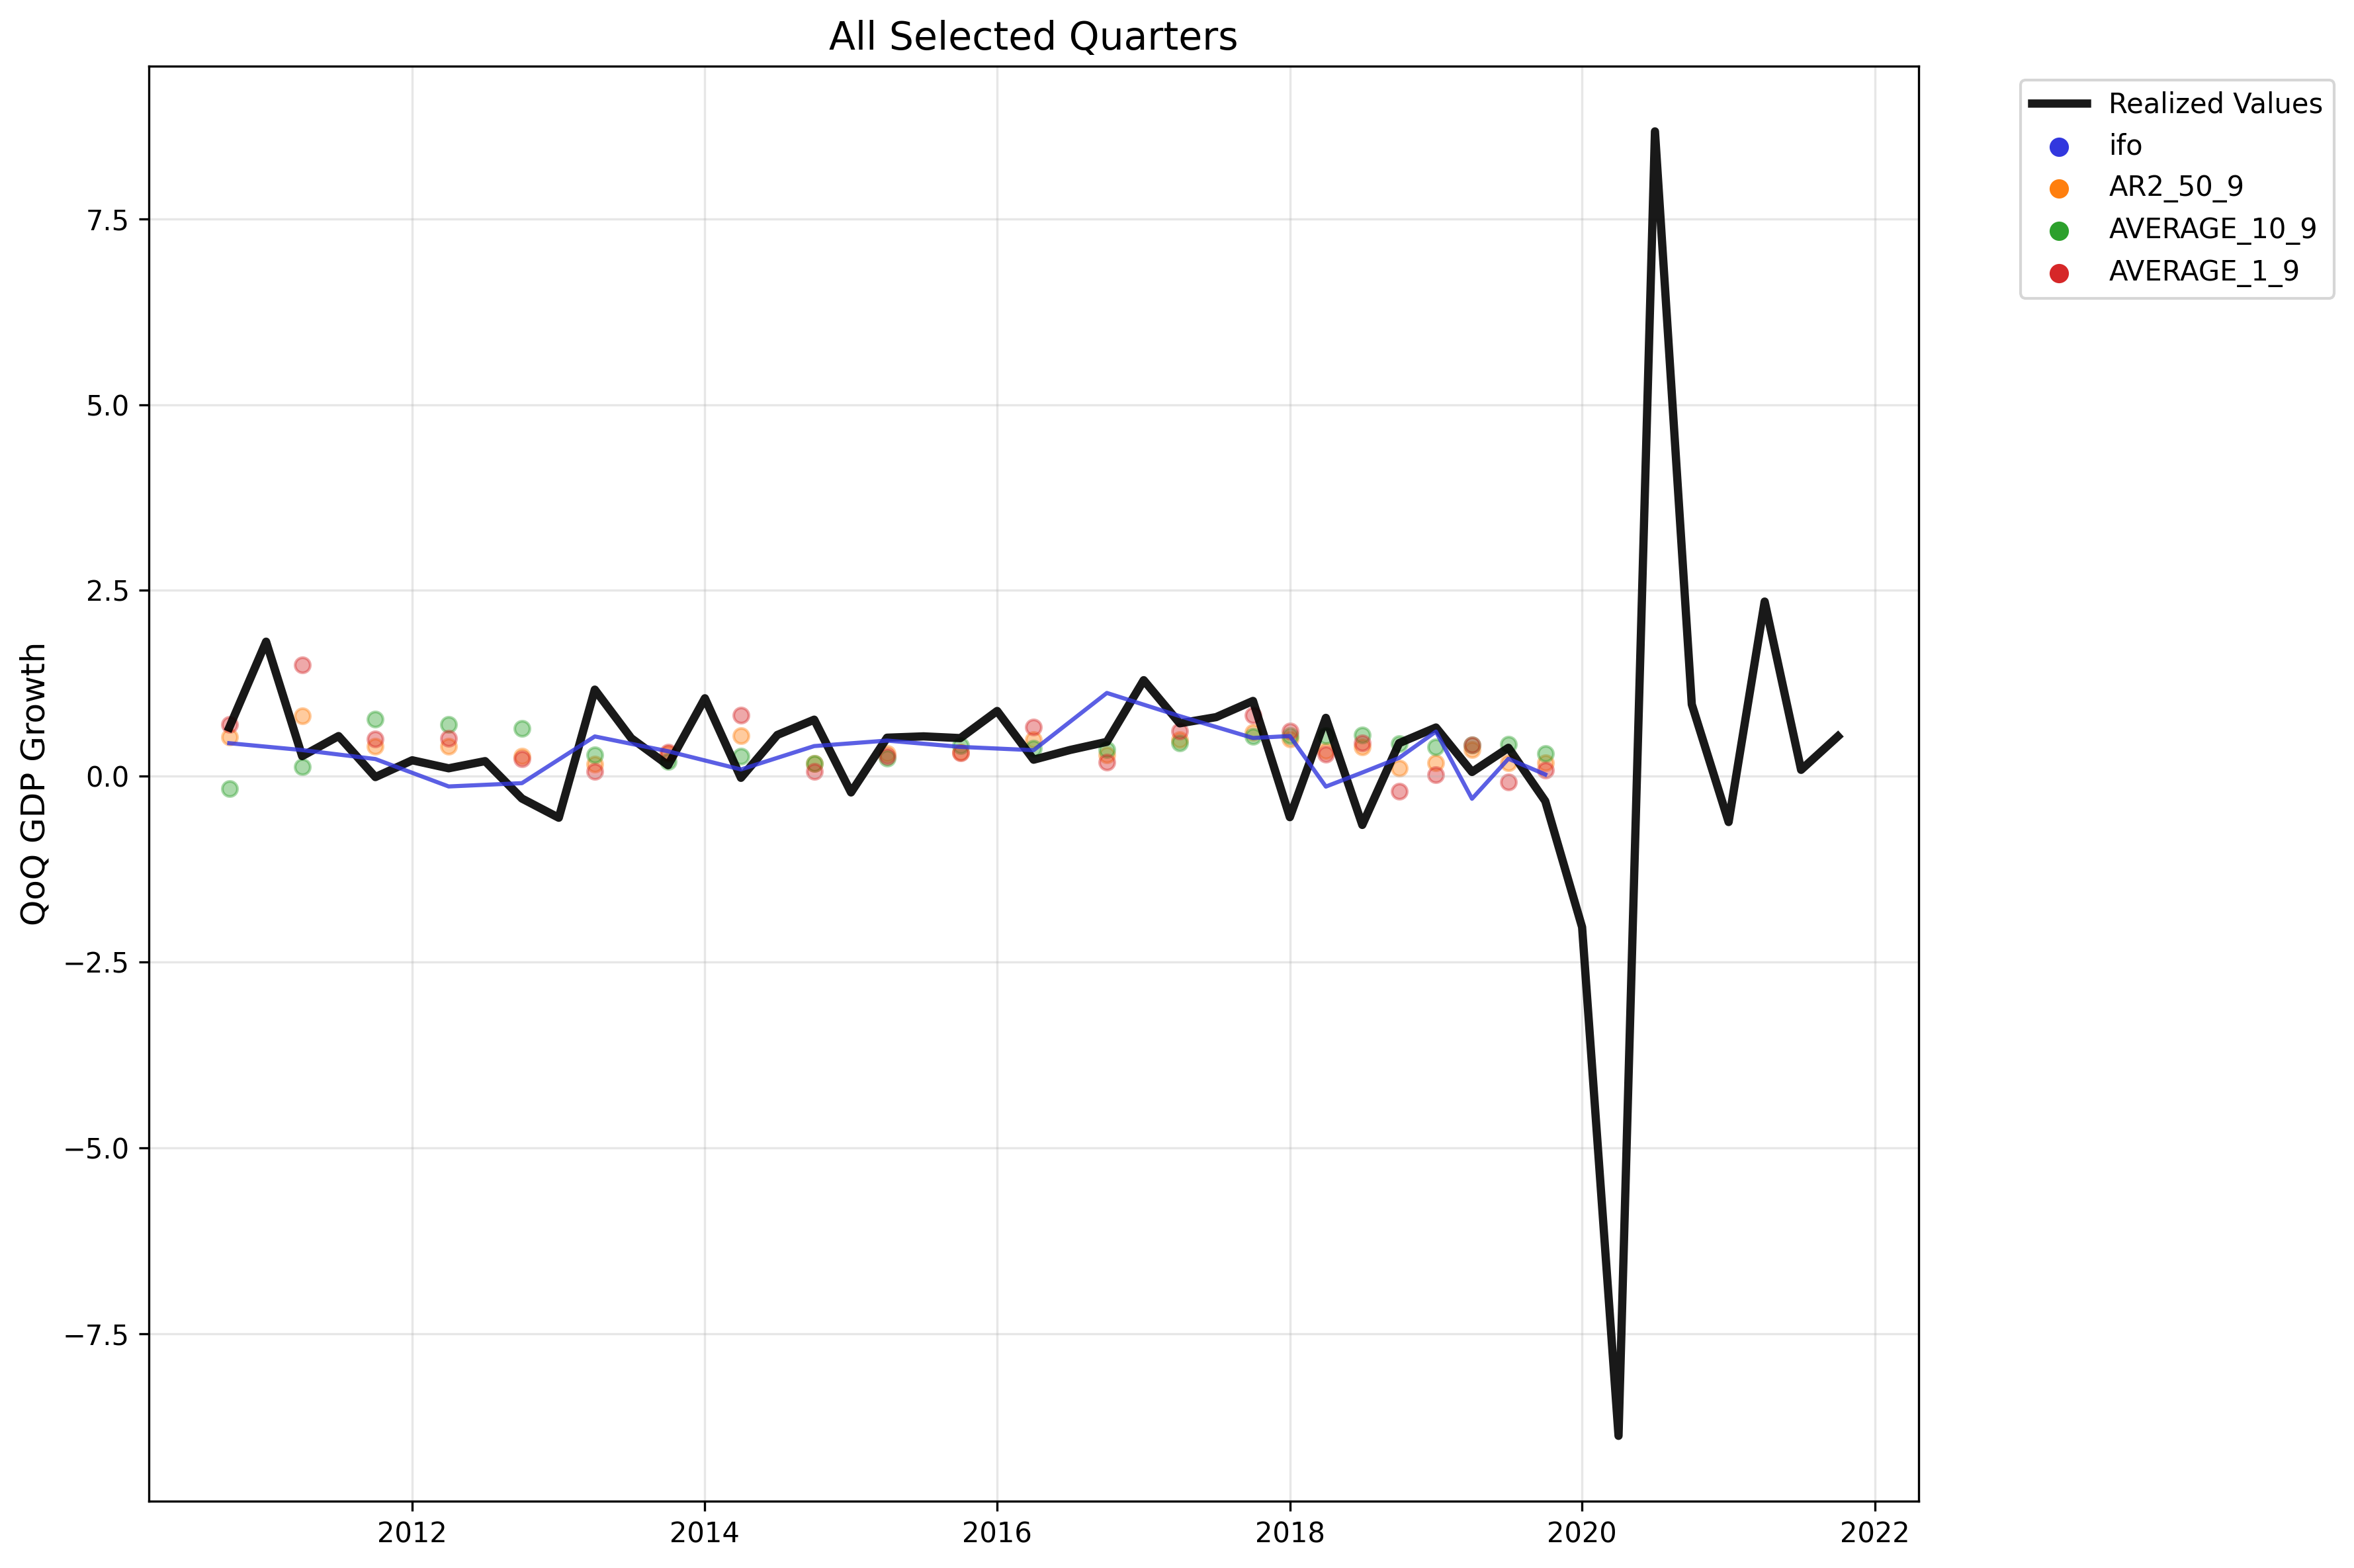 All Selected Quarters
QoQ GDP Growth
7.5
5.0
2.5
0.0
−2.5
−5.0
−7.5
2012
2014
2016
2018
2020
2022
Realized Values
ifo
AR2_50_9
AVERAGE_10_9
AVERAGE_1_9